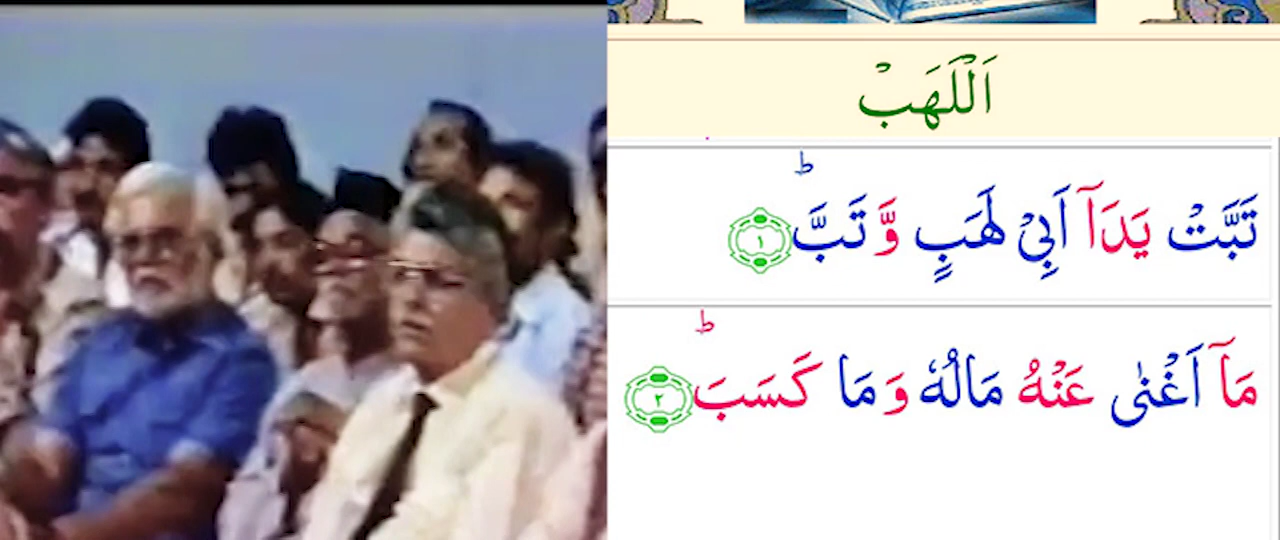 اَللَّهَبْ
تَبَّتْ يَدَآ اَبِيْ لَهَبٍ وَّ تَبَّ ؕ ١
مَآ اَغْنٰى عَنْهُ مَالُهٗ وَ مَا كَسَبَ ؕ ٢